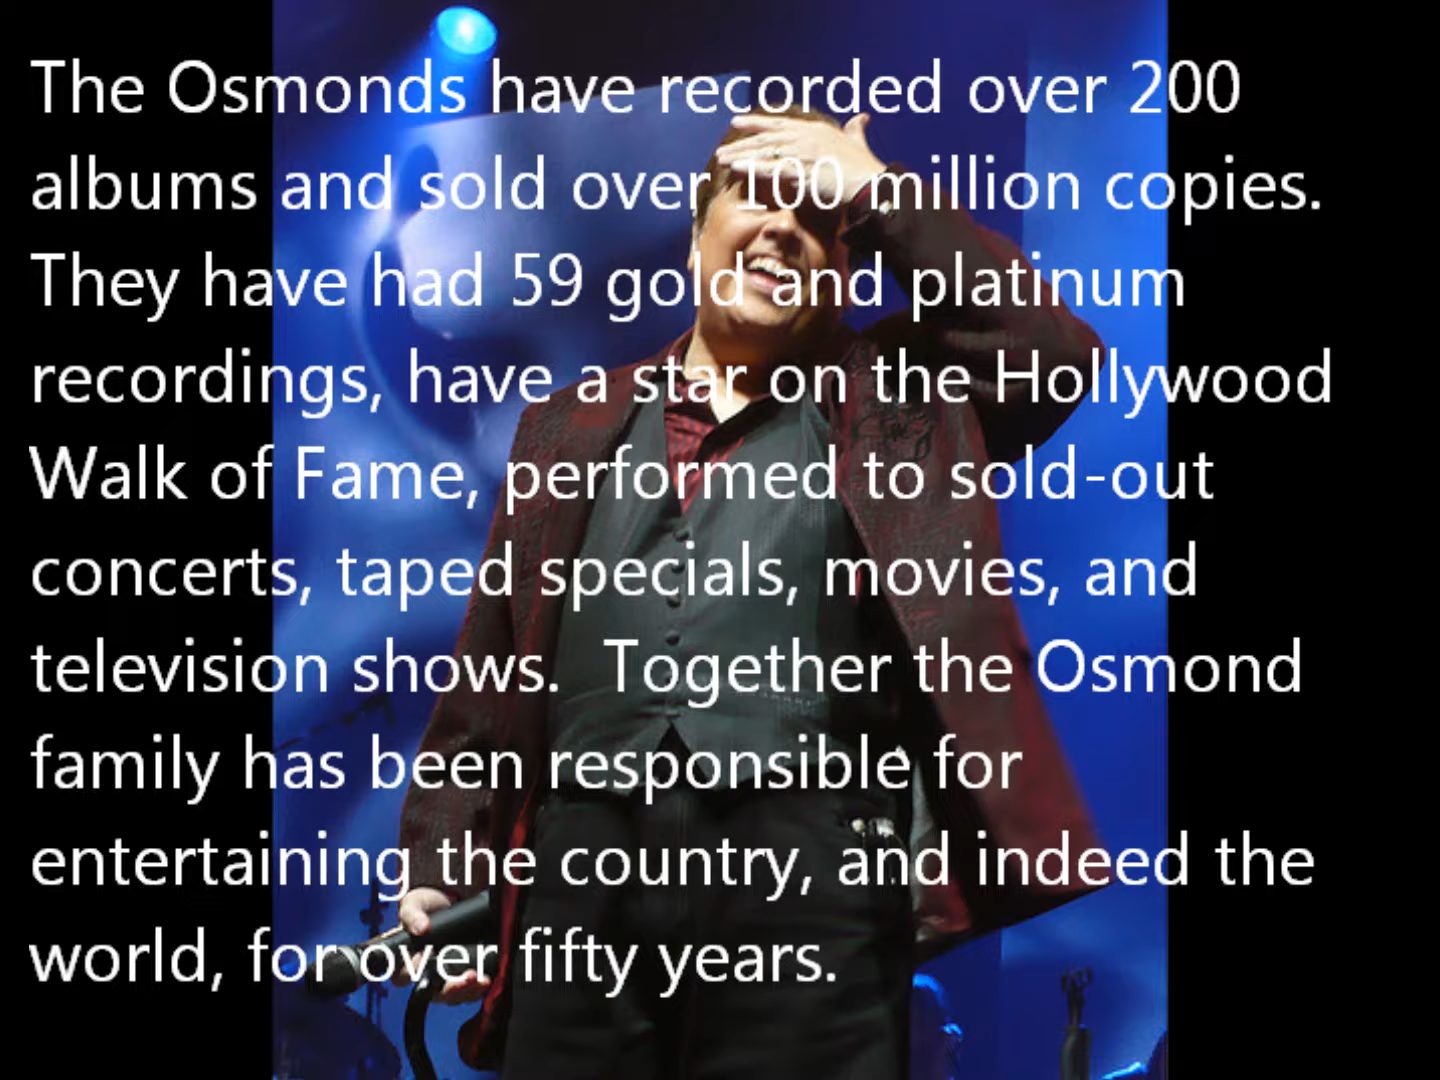 The Osmonds have recorded over 200
albums and sold over 100 million copies.
They have had 59 gold and platinum
recordings, have a star on the Hollywood
Walk of Fame, performed to sold-out
concerts, taped specials, movies, and
television shows.  Together the Osmond
family has been responsible for
entertaining the country, and indeed the
world, for over fifty years.